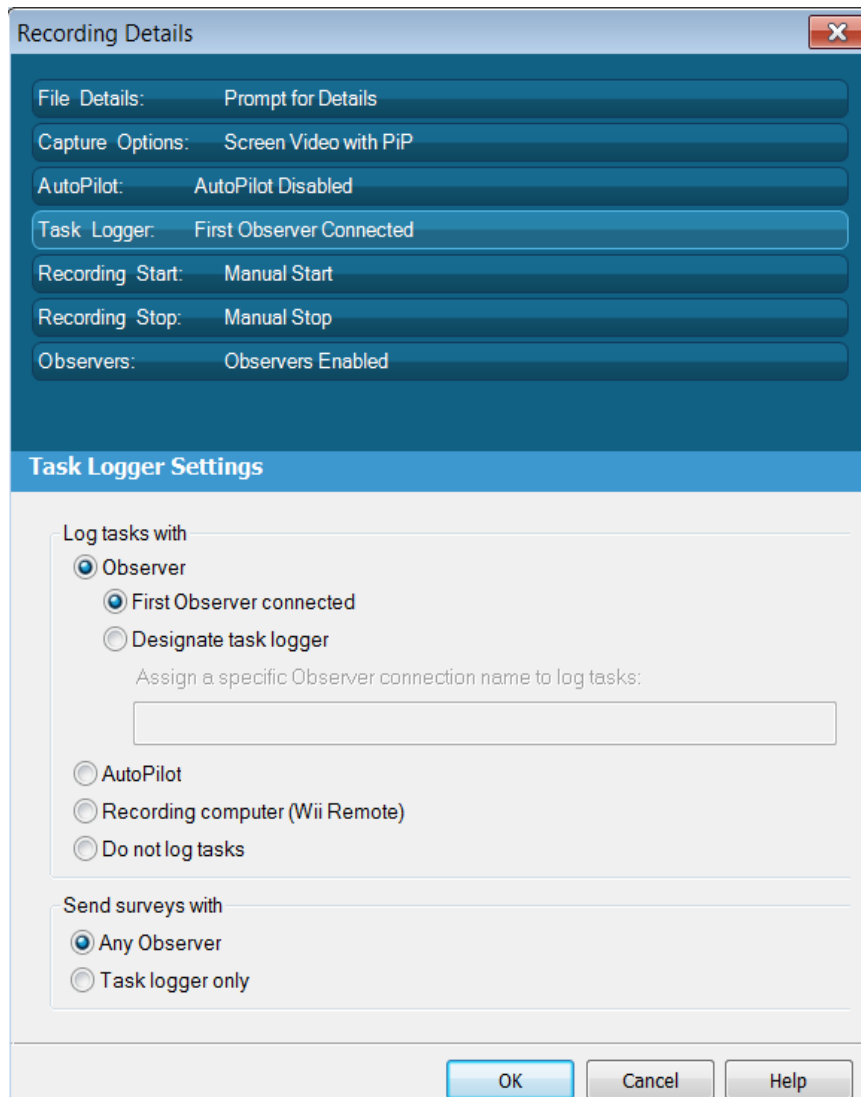 Recording Details
File Details: Prompt for Details
Capture Options: Screen Video with PiP
AutoPilot: AutoPilot Disabled
Task Logger: First Observer Connected
Recording Start: Manual Start
Recording Stop: Manual Stop
Observers: Observers Enabled
Task Logger Settings
Log tasks with
Observer
First Observer connected
Designate task logger
Assign a specific Observer connection name to log tasks:
AutoPilot
Recording computer (Wii Remote)
Do not log tasks
Send surveys with
Any Observer
Task logger only
OK Cancel Help